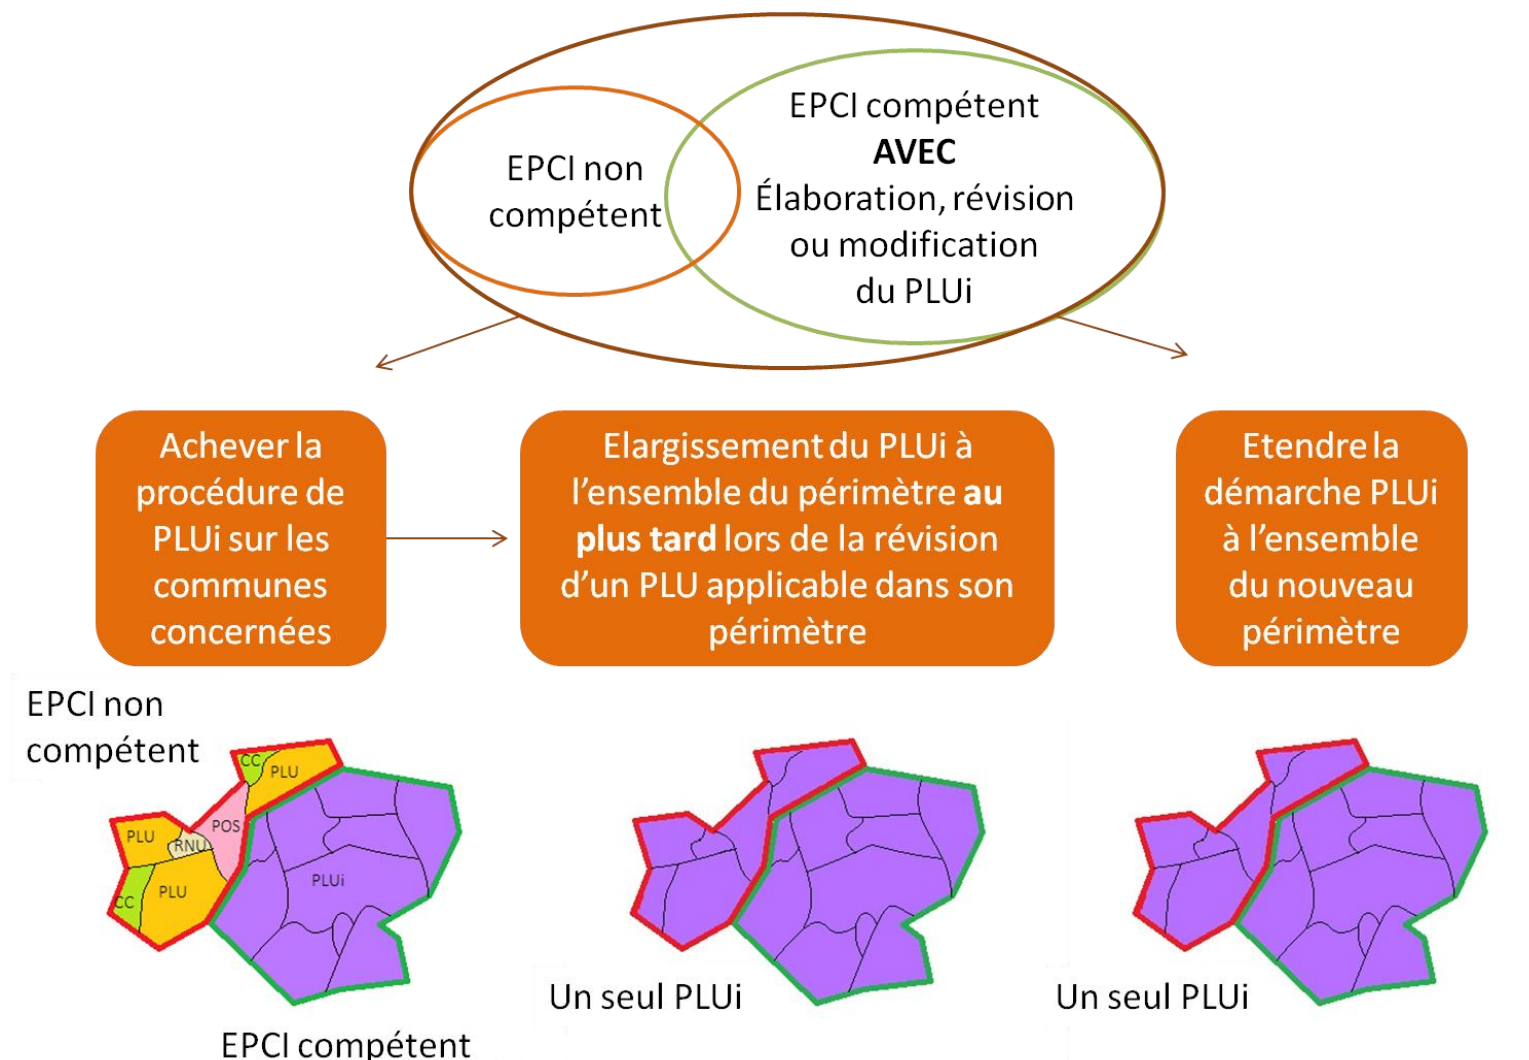 EPCI non
compétent
EPCI compétent
AVEC
Élaboration, révision
ou modification
du PLUi
Achever la
procédure de
PLUi sur les
communes
concernées
Elargissement du PLUi à
l’ensemble du périmètre au
plus tard lors de la révision
d’un PLU applicable dans son
périmètre
Etendre la
démarche PLUi
à l’ensemble
du nouveau
périmètre
EPCI non
compétent
CC
PLU
PLU
RNU
POS
CC
PLU
PLUi
EPCI compétent
Un seul PLUi
Un seul PLUi